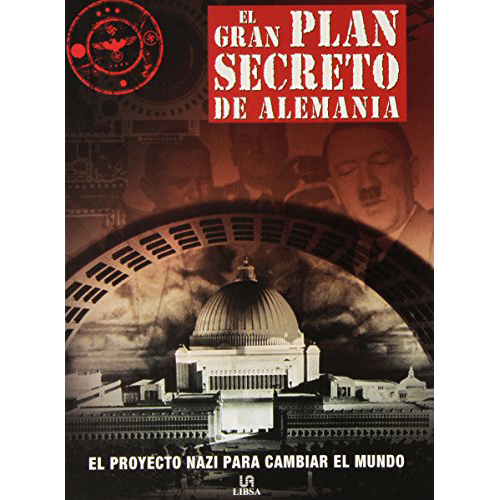 EL
GRAN PLAN
SECRETO
DE ALEMANIA
EL PROYECTO NAZI PARA CAMBIAR EL MUNDO
LIBSA